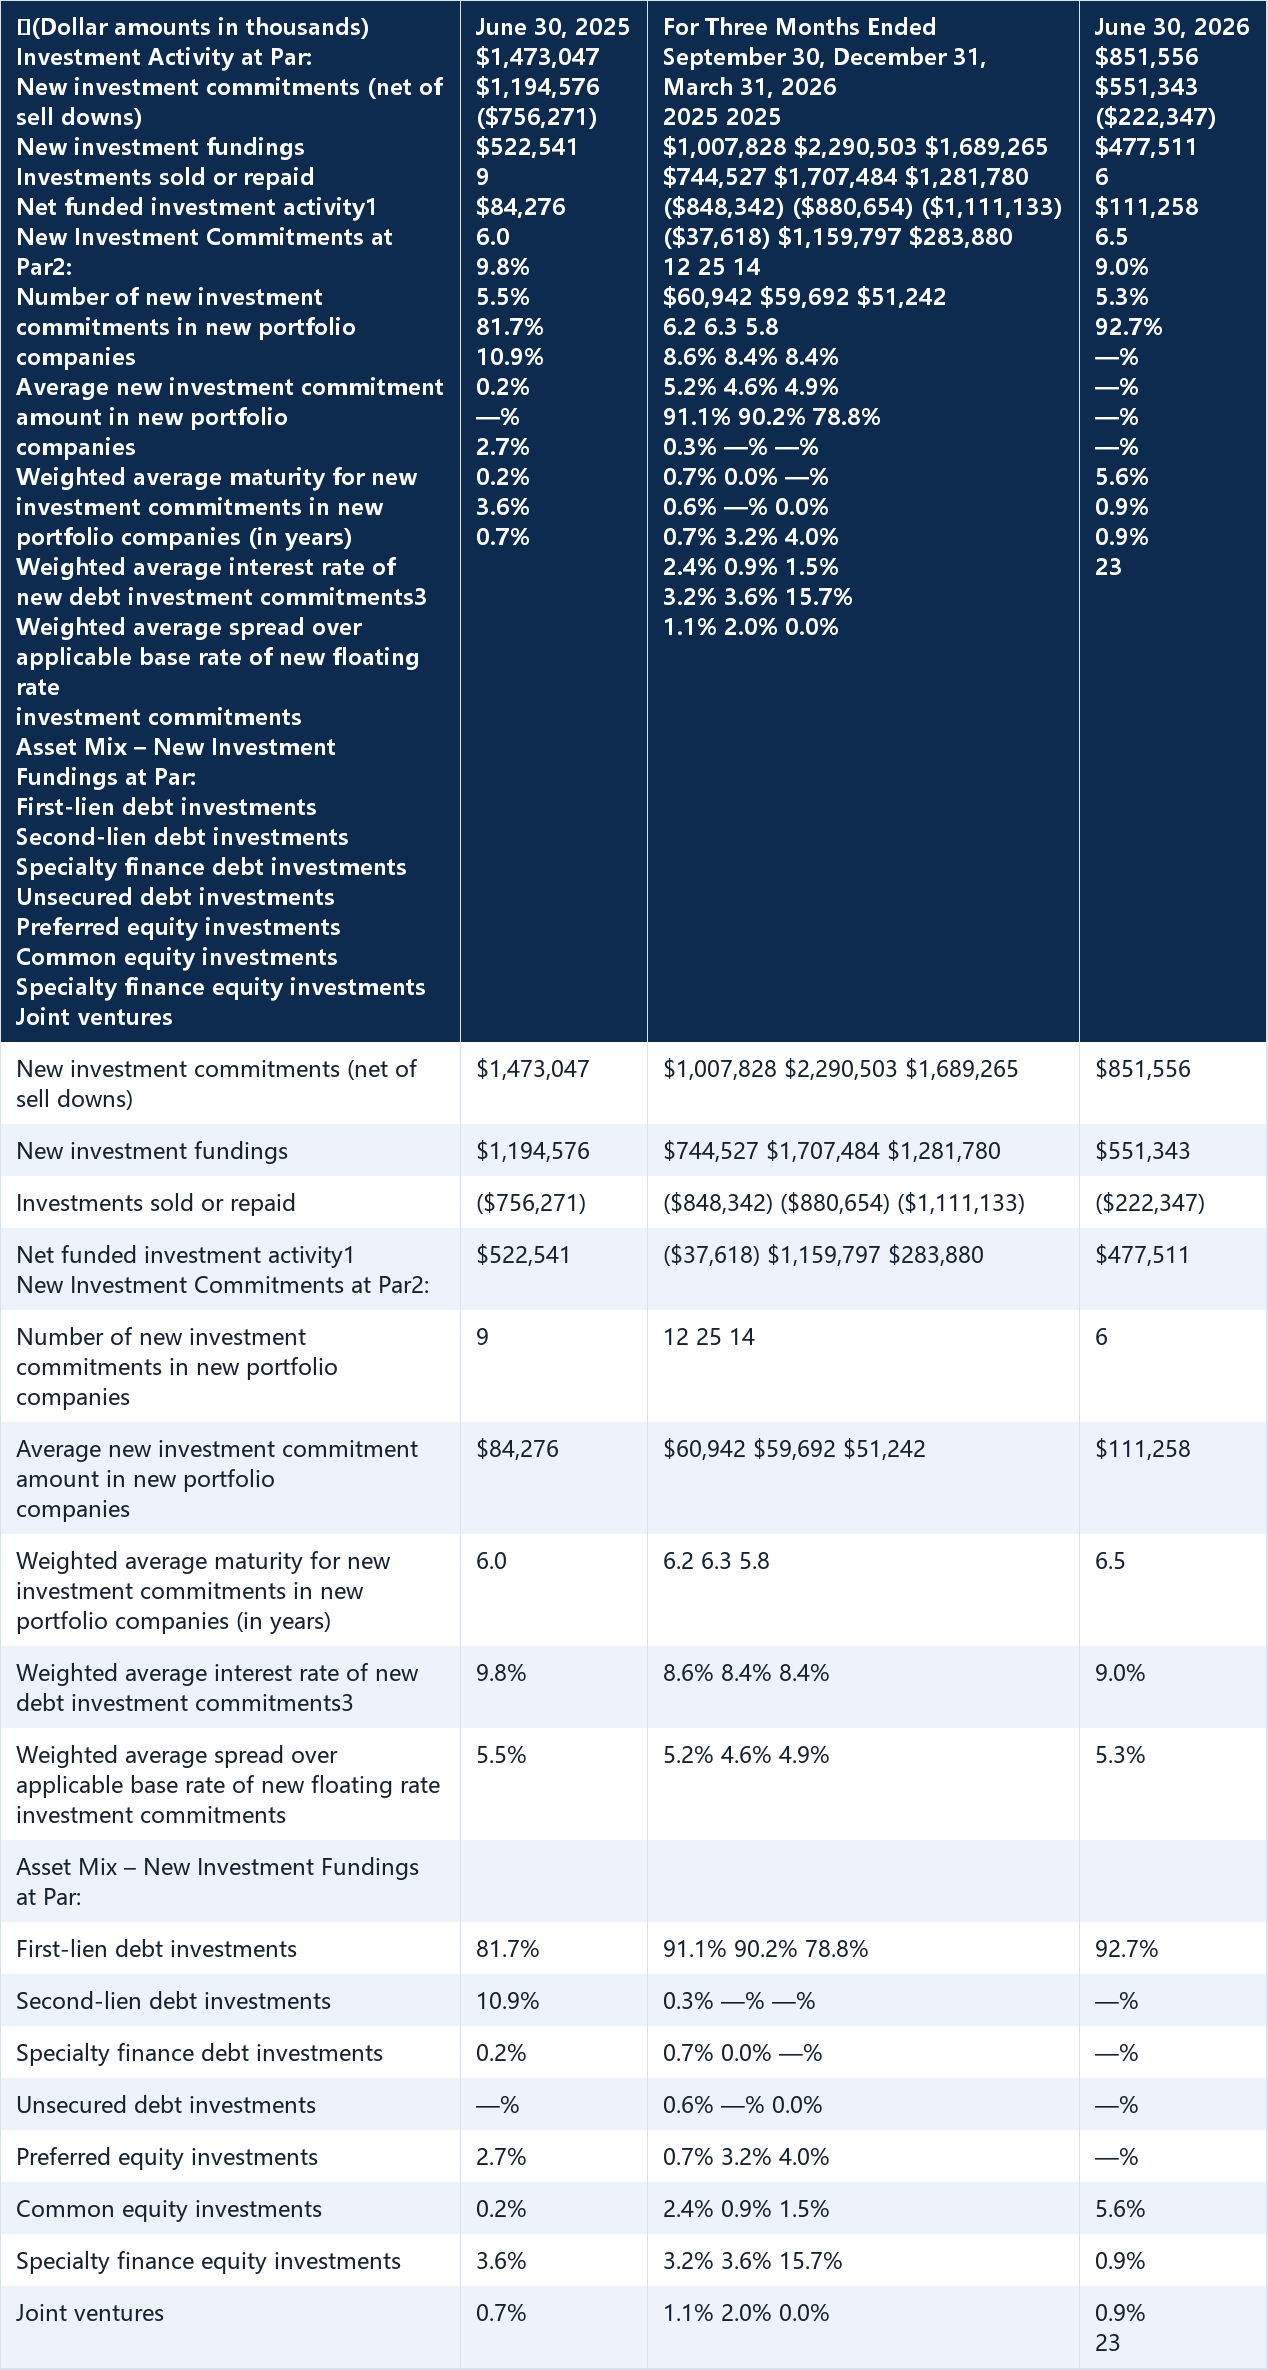 (Dollar amounts in thousands)
Investment Activity at Par:
New investment commitments (net of
sell downs)
New investment fundings
Investments sold or repaid
Net funded investment activity1
New Investment Commitments at
Par2:
Number of new investment
commitments in new portfolio
companies
Average new investment commitment
amount in new portfolio
companies
Weighted average maturity for new
investment commitments in new
portfolio companies (in years)
Weighted average interest rate of
new debt investment commitments3
Weighted average spread over
applicable base rate of new floating
rate
investment commitments
Asset Mix – New Investment
Fundings at Par:
First-lien debt investments
Second-lien debt investments
Specialty finance debt investments
Unsecured debt investments
Preferred equity investments
Common equity investments
Specialty finance equity investments
Joint ventures
June 30, 2025
$1,473,047
$1,194,576
($756,271)
$522,541
9
$84,276
6.0
9.8%
5.5%
81.7%
10.9%
0.2%
—%
2.7%
0.2%
3.6%
0.7%
For Three Months Ended
September 30, December 31,
March 31, 2026
2025 2025
$1,007,828 $2,290,503 $1,689,265
$744,527 $1,707,484 $1,281,780
($848,342) ($880,654) ($1,111,133)
($37,618) $1,159,797 $283,880
12 25 14
$60,942 $59,692 $51,242
6.2 6.3 5.8
8.6% 8.4% 8.4%
5.2% 4.6% 4.9%
91.1% 90.2% 78.8%
0.3% —% —%
0.7% 0.0% —%
0.6% —% 0.0%
0.7% 3.2% 4.0%
2.4% 0.9% 1.5%
3.2% 3.6% 15.7%
1.1% 2.0% 0.0%
June 30, 2026
$851,556
$551,343
($222,347)
$477,511
6
$111,258
6.5
9.0%
5.3%
92.7%
—%
—%
—%
—%
5.6%
0.9%
0.9%
23
New investment commitments (net of
sell downs)
$1,473,047
$1,007,828 $2,290,503 $1,689,265
$851,556
New investment fundings
$1,194,576
$744,527 $1,707,484 $1,281,780
$551,343
Investments sold or repaid
($756,271)
($848,342) ($880,654) ($1,111,133)
($222,347)
Net funded investment activity1
New Investment Commitments at Par2:
$522,541
($37,618) $1,159,797 $283,880
$477,511
Number of new investment
commitments in new portfolio
companies
9
12 25 14
6
Average new investment commitment
amount in new portfolio
companies
$84,276
$60,942 $59,692 $51,242
$111,258
Weighted average maturity for new
investment commitments in new
portfolio companies (in years)
6.0
6.2 6.3 5.8
6.5
Weighted average interest rate of new
debt investment commitments3
9.8%
8.6% 8.4% 8.4%
9.0%
Weighted average spread over
applicable base rate of new floating rate
investment commitments
5.5%
5.2% 4.6% 4.9%
5.3%
Asset Mix – New Investment Fundings
at Par:
First-lien debt investments
81.7%
91.1% 90.2% 78.8%
92.7%
Second-lien debt investments
10.9%
0.3% —% —%
—%
Specialty finance debt investments
0.2%
0.7% 0.0% —%
—%
Unsecured debt investments
—%
0.6% —% 0.0%
—%
Preferred equity investments
2.7%
0.7% 3.2% 4.0%
—%
Common equity investments
0.2%
2.4% 0.9% 1.5%
5.6%
Specialty finance equity investments
3.6%
3.2% 3.6% 15.7%
0.9%
Joint ventures
0.7%
1.1% 2.0% 0.0%
0.9%
23